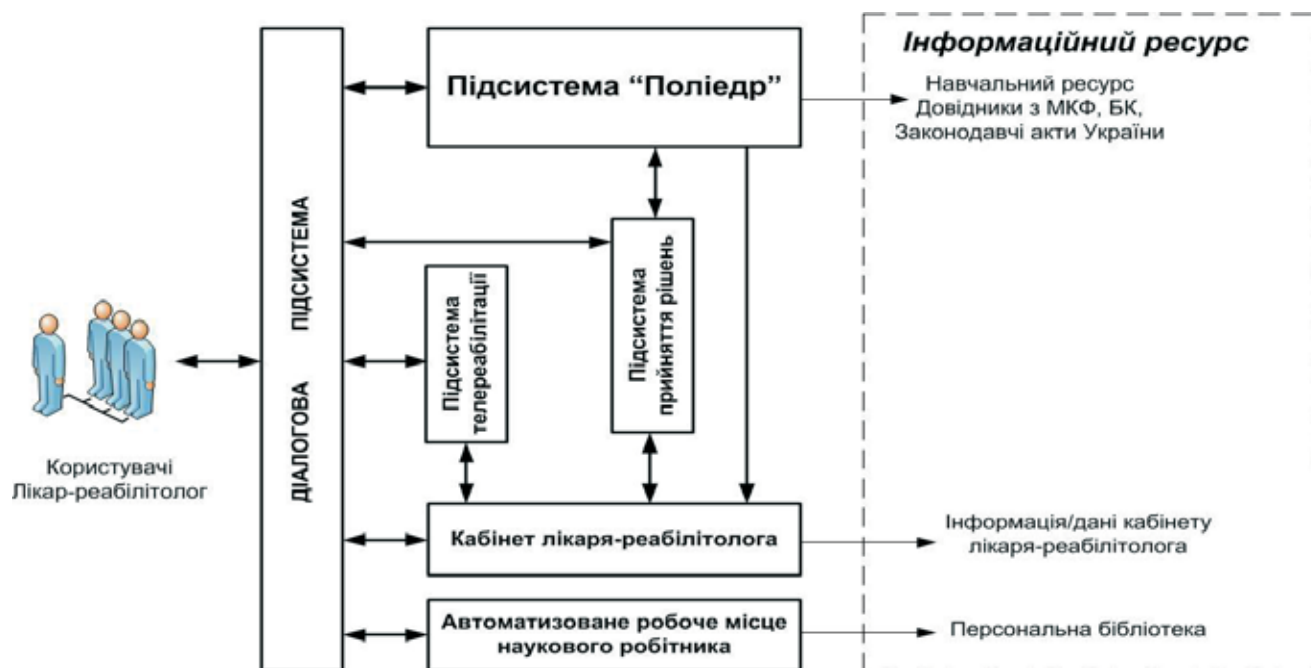 Інформаційний ресурс
Підсистема “Поліедр”
Навчальний ресурс
Довідники з МКФ, БК,
Законодавчі акти України
ДІАЛОГОВА ПІДСИСТЕМА
Підсистема
телереабілітації
Підсистема
прийняття рішень
Користувачі
Лікар-реабілітолог
Кабінет лікаря-реабілітолога
Інформація/дані кабінету
лікаря-реабілітолога
Автоматизоване робоче місце
наукового робітника
Персональна бібліотека